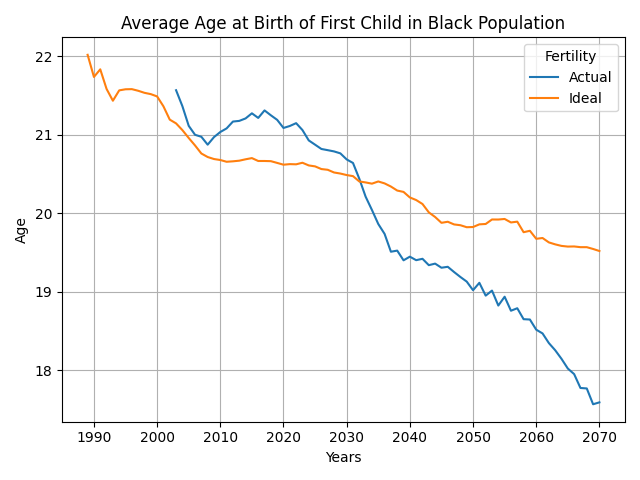 Average Age at Birth of First Child in Black Population
Fertility
Actual
Ideal
Age
22
21
20
19
18
1990 2000 2010 2020 2030 2040 2050 2060 2070
Years